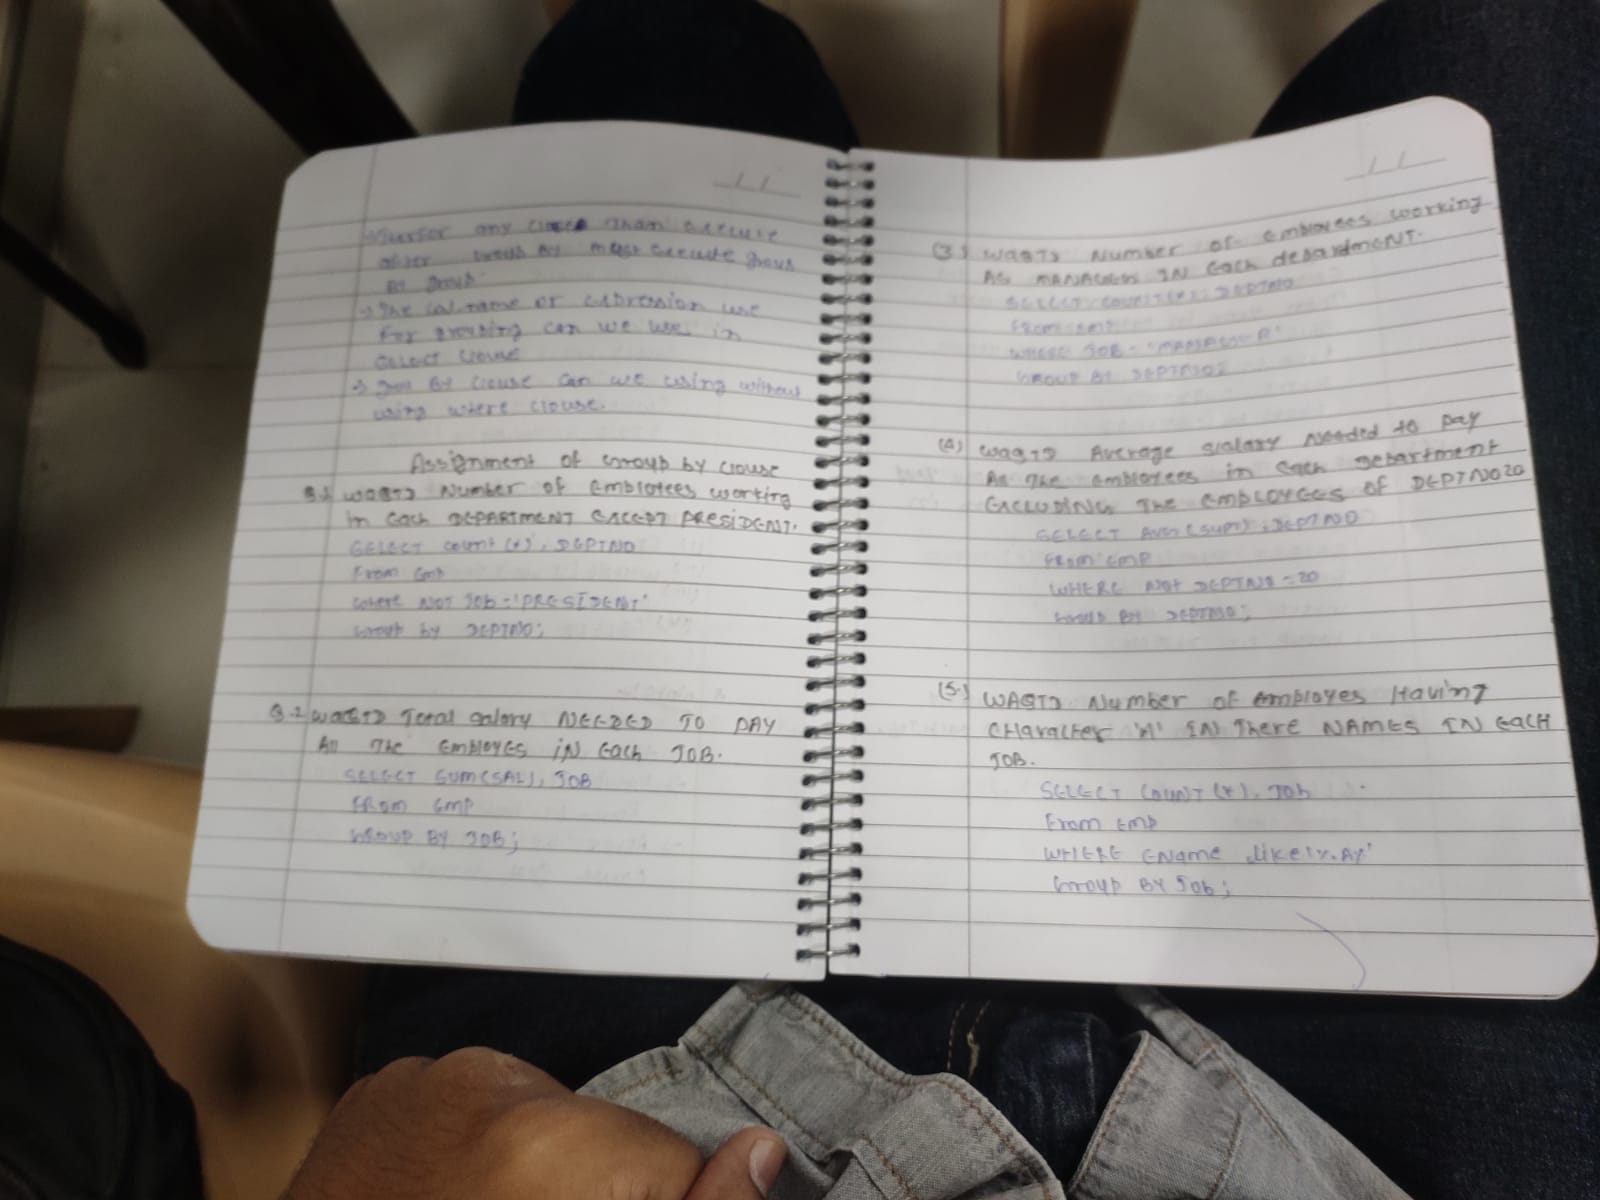 any clouse than execute
after Group By must execute group
By group
→ The col-name or expression use
for grouping can we use in
SELECT clouse
By clouse can we using without
using where clouse.
Assignment of Group by clouse
Q.1 WAQTD Number of Emploiees working
in each DEPARTMENT EXCEPT PRESIDENT.
SELECT count (*), DEPTNO
From Emp
where NOT Job = 'PRESIDENT'
Group by DEPTNO;
Q.2 WAQTD Total salary NEEDED TO PAY
All The Employes in each JOB.
SELECT SUM(SAL), JOB
FROM EMP
GROUP BY JOB;
(3) WAQTD Number of Emploiees working
AS MANAGERS IN each department.
SELECT COUNT(*), DEPTNO
From EMP
WHERE JOB = 'MANAGER'
GROUP BY DEPTNO;
(4) WAQTD Average salary Needed to Pay
All The employees in each Department
EXCLUDING The EMPLOYEES OF DEPTNO 20
SELECT AVG DEPTNO
FROM EMP
WHERE NOT DEPTNO = 20
Group BY DEPTNO;
(5.) WAQTD Number of Employes Having
CHaracter 'A' IN There NAMES IN EACH
JOB.
SELECT COUNT (*), Job
From EMP
WHERE EName like '%A%'
Group BY Job;